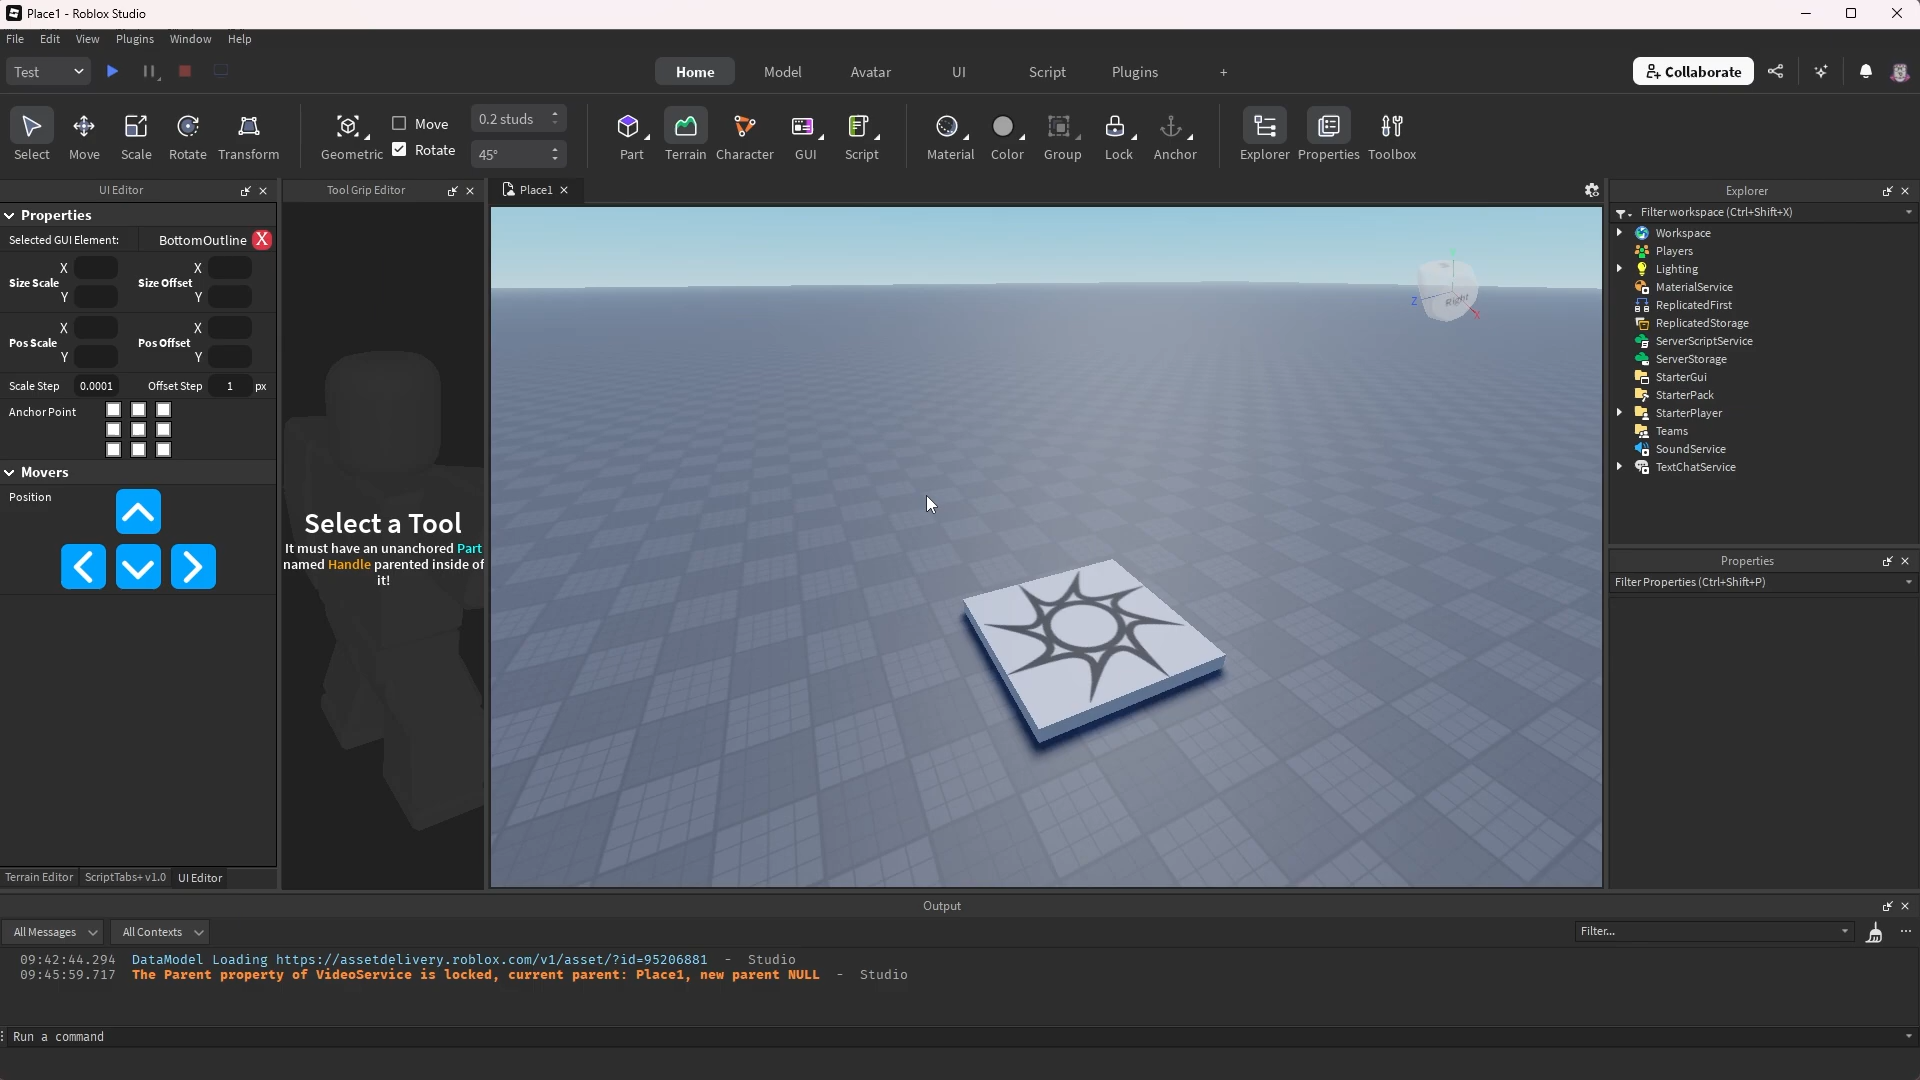 Place1 - Roblox Studio
File Edit View Plugins Window Help
Test
Home Model Avatar UI Script Plugins +
Collaborate
Select Move Scale Rotate Transform
Geometric
Move
Rotate
0.2 studs
45°
Part Terrain Character GUI Script
Material Color Group Lock Anchor
Explorer Properties Toolbox
UI Editor
Properties
Selected GUI Element: BottomOutline X
Size Scale X Y Size Offset X Y
Pos Scale X Y Pos Offset X Y
Scale Step 0.0001 Offset Step 1 px
Anchor Point
Movers
Position
Terrain Editor ScriptTabs+ v1.0 UI Editor
Tool Grip Editor
Select a Tool
It must have an unanchored Part
named Handle parented inside of
it!
Place1
Z Right X
Explorer
Filter workspace (Ctrl+Shift+X)
Workspace
Players
Lighting
MaterialService
ReplicatedFirst
ReplicatedStorage
ServerScriptService
ServerStorage
StarterGui
StarterPack
StarterPlayer
Teams
SoundService
TextChatService
Properties
Filter Properties (Ctrl+Shift+P)
Output
All Messages All Contexts Filter...
09:42:44.294 DataModel Loading https://assetdelivery.roblox.com/v1/asset/?id=95206881 - Studio
09:45:59.717 The Parent property of VideoService is locked, current parent: Place1, new parent NULL - Studio
Run a command